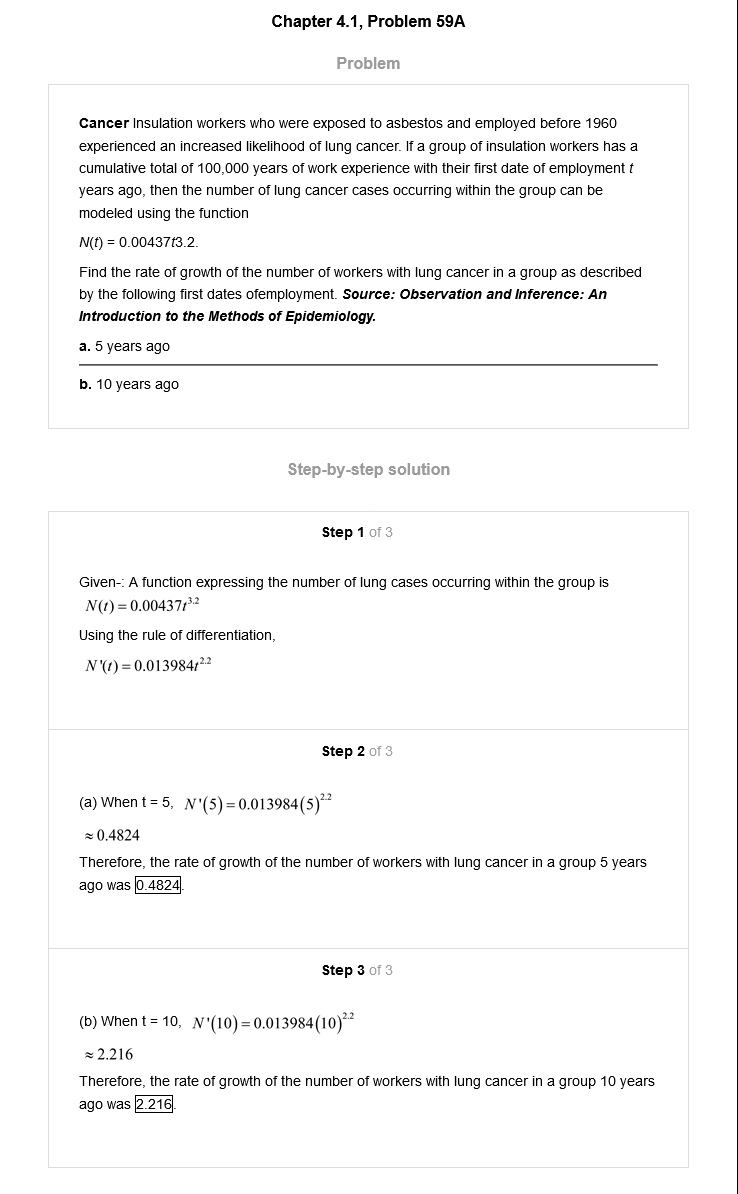 Chapter 4.1, Problem 59A
Problem
Cancer Insulation workers who were exposed to asbestos and employed before 1960
experienced an increased likelihood of lung cancer. If a group of insulation workers has a
cumulative total of 100,000 years of work experience with their first date of employment t
years ago, then the number of lung cancer cases occurring within the group can be
modeled using the function
N(t) = 0.00437t3.2.
Find the rate of growth of the number of workers with lung cancer in a group as described
by the following first dates ofemployment. Source: Observation and Inference: An
Introduction to the Methods of Epidemiology.
a. 5 years ago
b. 10 years ago
Step-by-step solution
Step 1 of 3
Given-: A function expressing the number of lung cases occurring within the group is
N(t) = 0.00437t^3.2
Using the rule of differentiation,
N'(t) = 0.013984t^2.2
Step 2 of 3
(a) When t = 5, N'(5) = 0.013984(5)^2.2
≈ 0.4824
Therefore, the rate of growth of the number of workers with lung cancer in a group 5 years
ago was 0.4824.
Step 3 of 3
(b) When t = 10, N'(10) = 0.013984(10)^2.2
≈ 2.216
Therefore, the rate of growth of the number of workers with lung cancer in a group 10 years
ago was 2.216.